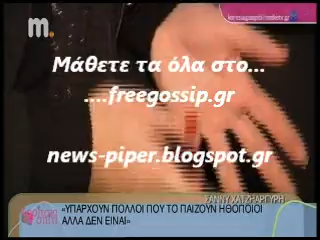 m.
Μάθετε τα όλα στο...
....freegossip.gr
news-piper.blogspot.gr
ΞΑΝΝΥ ΧΑΤΖΗΑΡΓΥΡΗ
«ΥΠΑΡΧΟΥΝ ΠΟΛΛΟΙ ΠΟΥ ΤΟ ΠΑΙΖΟΥΝ ΗΘΟΠΟΙΟΙ
ΑΛΛΑ ΔΕΝ ΕΙΝΑΙ»